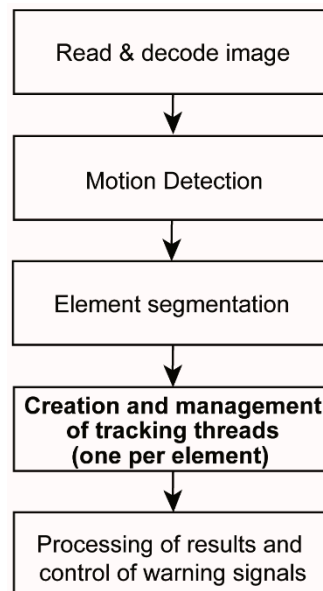 Read & decode image
Motion Detection
Element segmentation
Creation and management
of tracking threads
(one per element)
Processing of results and
control of warning signals